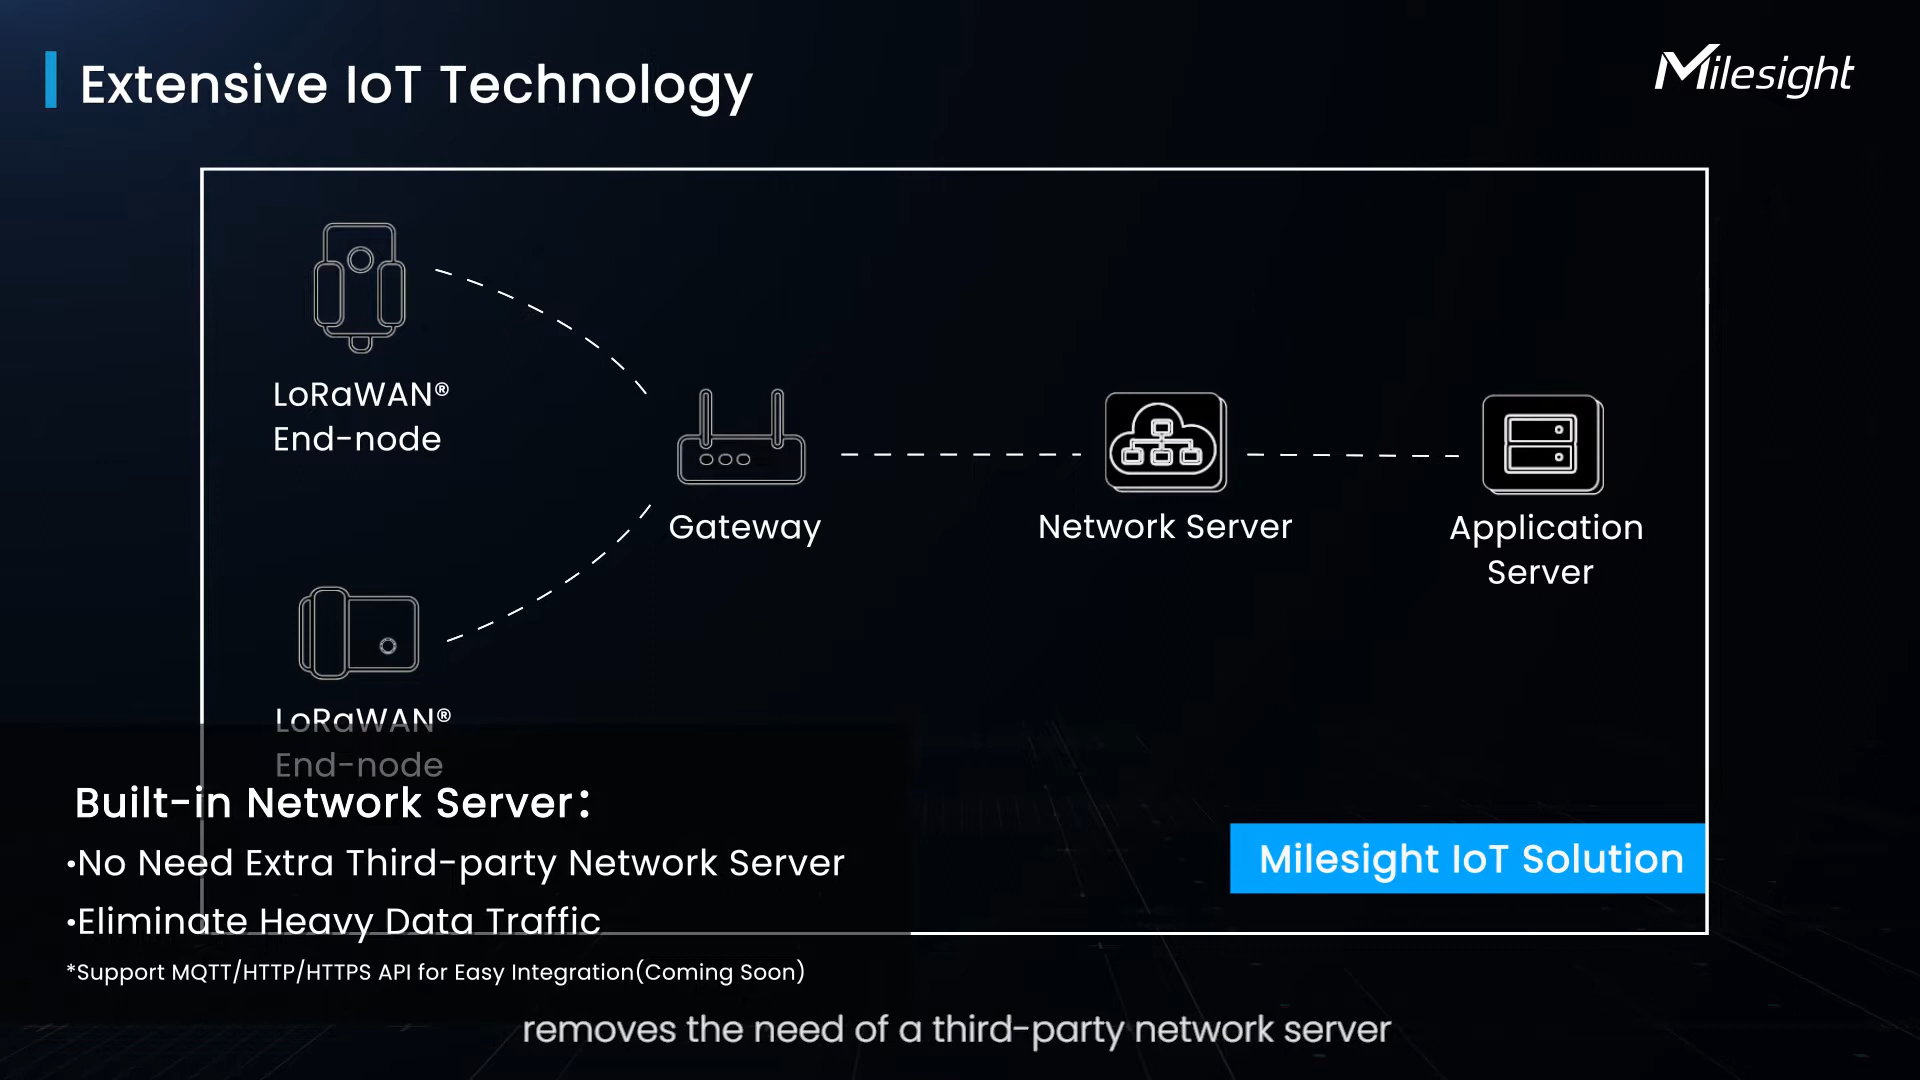 Extensive IoT Technology
Milesight
LoRaWAN®
End-node
Gateway
Network Server
Application
Server
LoRaWAN®
End-node
Built-in Network Server:
•No Need Extra Third-party Network Server
•Eliminate Heavy Data Traffic
*Support MQTT/HTTP/HTTPS API for Easy Integration(Coming Soon)
Milesight IoT Solution
removes the need of a third-party network server